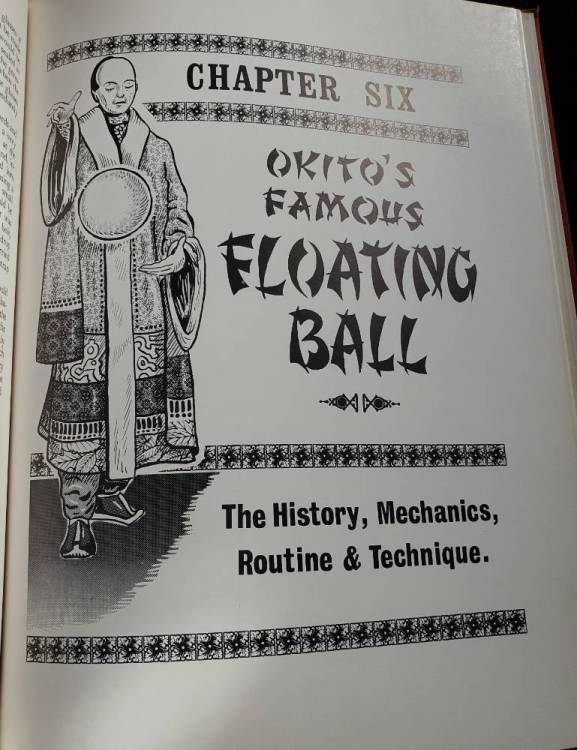 CHAPTER SIX
OKITO'S
FAMOUS
FLOATING
BALL
The History, Mechanics,
Routine & Technique.